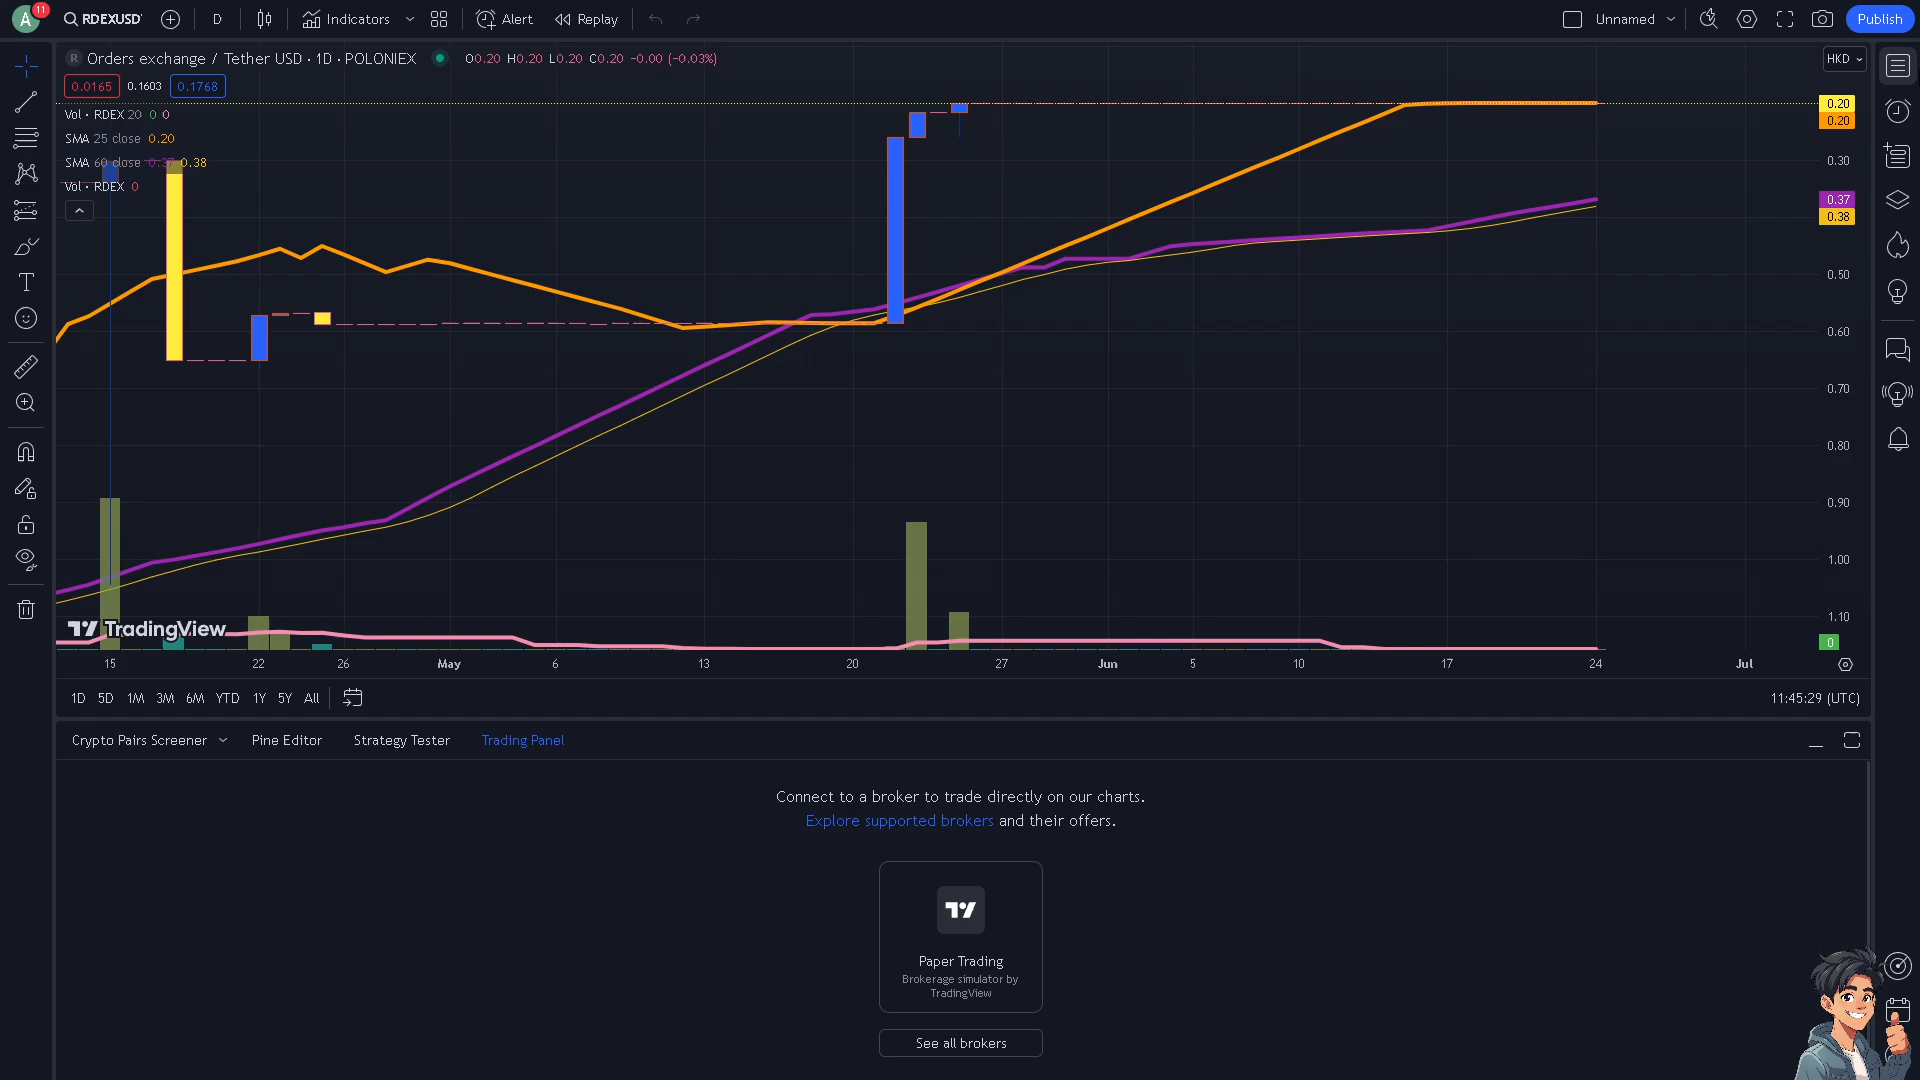 A 11 RDEXUSD D Indicators Alert Replay Unnamed Publish
R Orders exchange / Tether USD · 1D · POLONIEX O0.20 H0.20 L0.20 C0.20 -0.00 (-0.03%) HKD
0.0165 0.1603 0.1768
0.20
Vol · RDEX 20 0 0
0.20
SMA 25 close 0.20
SMA 60 close 0.37 0.38
0.30
Vol · RDEX 0
0.37
0.38
0.50
0.60
0.70
0.80
0.90
1.00
1.10
TradingView
0
15 22 26 May 6 13 20 27 Jun 5 10 17 24 Jul
1D 5D 1M 3M 6M YTD 1Y 5Y All 11:45:29 (UTC)
Crypto Pairs Screener Pine Editor Strategy Tester Trading Panel
Connect to a broker to trade directly on our charts.
Explore supported brokers and their offers.
Paper Trading
Brokerage simulator by
TradingView
See all brokers